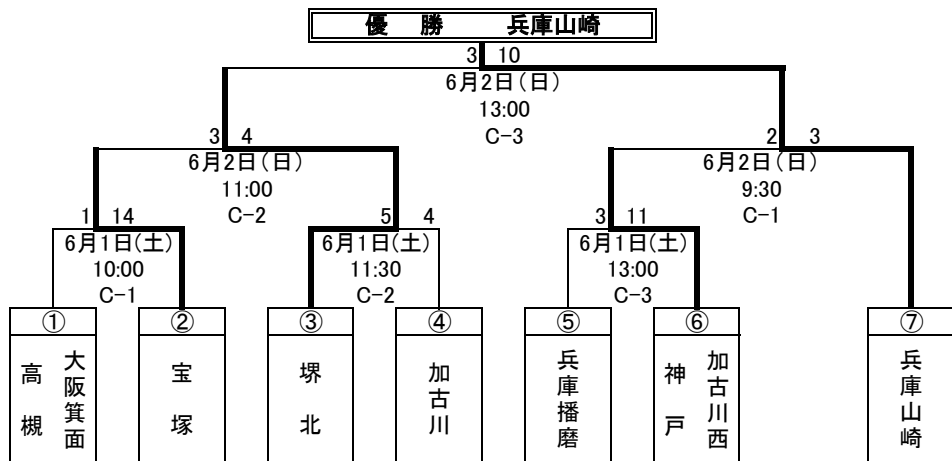 優 勝 兵庫山崎
3 10
6月2日(日)
13:00
C-3
3 4
6月2日(日)
11:00
C-2
2 3
6月2日(日)
9:30
C-1
1 14
6月1日(土)
10:00
C-1
5 4
6月1日(土)
11:30
C-2
3 11
6月1日(土)
13:00
C-3
① ② ③ ④ ⑤ ⑥ ⑦
大阪箕面
高槻
宝塚
堺北
加古川
兵庫播磨
加古川西
神戸
兵庫山崎